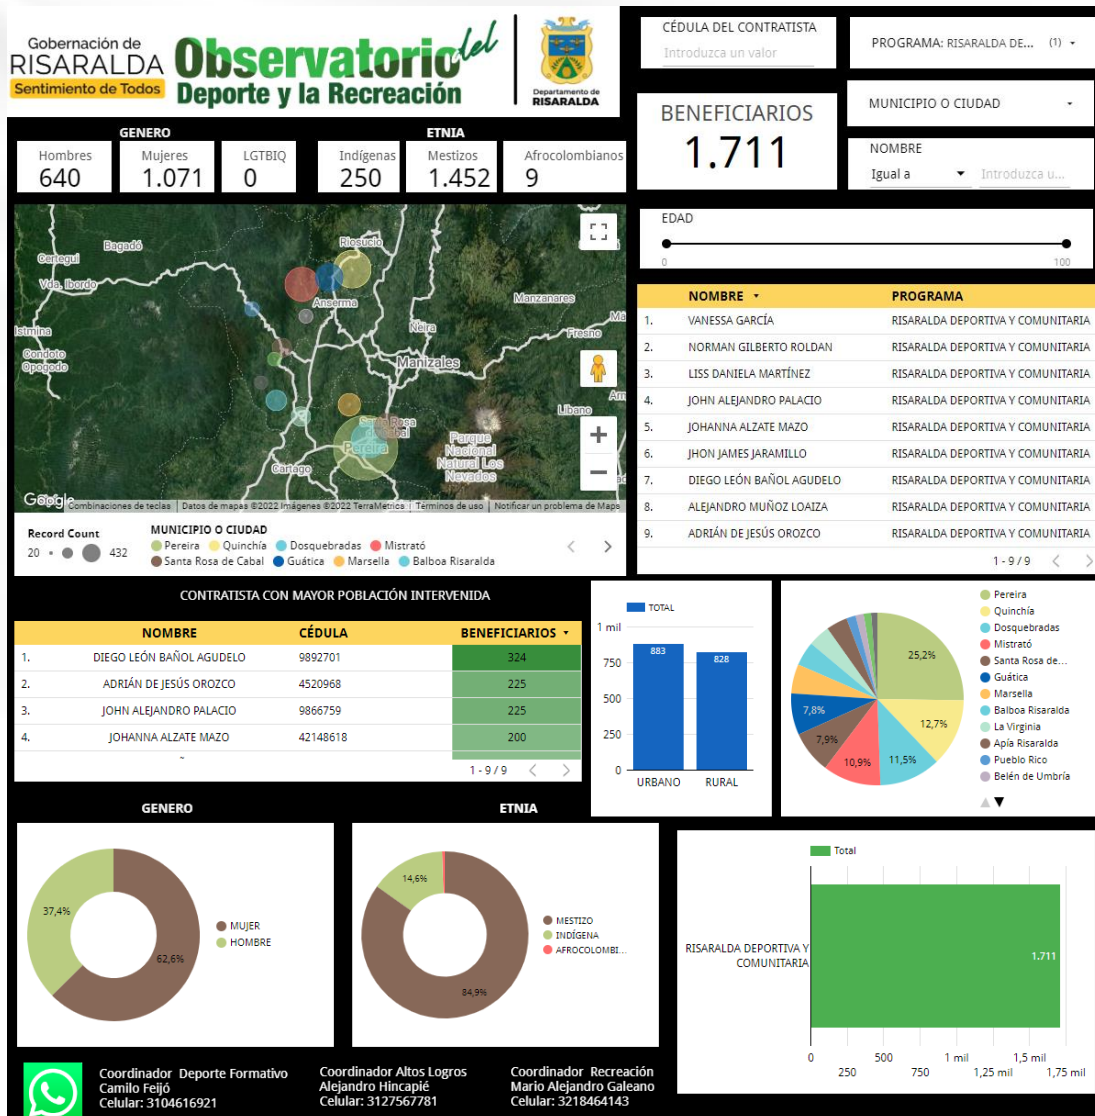 Gobernación de
RISARALDA
Sentimiento de Todos
Observatorio del
Deporte y la Recreación
Departamento de
RISARALDA
CÉDULA DEL CONTRATISTA
Introduzca un valor
PROGRAMA: RISARALDA DE... (1)
BENEFICIARIOS
1.711
MUNICIPIO O CIUDAD
NOMBRE
Igual a Introduzca u...
GENERO
Hombres
640
Mujeres
1.071
LGTBIQ
0
ETNIA
Indígenas
250
Mestizos
1.452
Afrocolombianos
9
EDAD
0 100
Bagadó
Riosucio
Certegui
Vda. Ibordo
Anserma
Manzanares
Istmina
Neira
Fresno
Condoto
Opogodo
Manizales
Líbano
Pereira
Parque
Nacional
Natural Los
Nevados
Cartago
Google
Combinaciones de teclas Datos de mapas ©2022 Imágenes ©2022 TerraMetrics Términos de uso Notificar un problema de Maps
Record Count
20 432
MUNICIPIO O CIUDAD
Pereira Quinchía Dosquebradas Mistrató
Santa Rosa de Cabal Guática Marsella Balboa Risaralda
NOMBRE PROGRAMA
1. VANESSA GARCÍA RISARALDA DEPORTIVA Y COMUNITARIA
2. NORMAN GILBERTO ROLDAN RISARALDA DEPORTIVA Y COMUNITARIA
3. LISS DANIELA MARTÍNEZ RISARALDA DEPORTIVA Y COMUNITARIA
4. JOHN ALEJANDRO PALACIO RISARALDA DEPORTIVA Y COMUNITARIA
5. JOHANNA ALZATE MAZO RISARALDA DEPORTIVA Y COMUNITARIA
6. JHON JAMES JARAMILLO RISARALDA DEPORTIVA Y COMUNITARIA
7. DIEGO LEÓN BAÑOL AGUDELO RISARALDA DEPORTIVA Y COMUNITARIA
8. ALEJANDRO MUÑOZ LOAIZA RISARALDA DEPORTIVA Y COMUNITARIA
9. ADRIÁN DE JESÚS OROZCO RISARALDA DEPORTIVA Y COMUNITARIA
1 - 9 / 9
CONTRATISTA CON MAYOR POBLACIÓN INTERVENIDA
NOMBRE CÉDULA BENEFICIARIOS
1. DIEGO LEÓN BAÑOL AGUDELO 9892701 324
2. ADRIÁN DE JESÚS OROZCO 4520968 225
3. JOHN ALEJANDRO PALACIO 9866759 225
4. JOHANNA ALZATE MAZO 42148618 200
1 - 9 / 9
TOTAL
1 mil
750
500
250
0
883
828
URBANO RURAL
25,2%
12,7%
11,5%
10,9%
7,9%
7,8%
Pereira
Quinchía
Dosquebradas
Mistrató
Santa Rosa de...
Guática
Marsella
Balboa Risaralda
La Virginia
Apía Risaralda
Pueblo Rico
Belén de Umbría
GENERO
37,4%
62,6%
MUJER
HOMBRE
ETNIA
14,6%
84,9%
MESTIZO
INDÍGENA
AFROCOLOMBI...
Total
RISARALDA DEPORTIVA Y
COMUNITARIA
1.711
0 500 1 mil 1,5 mil
250 750 1,25 mil 1,75 mil
Coordinador Deporte Formativo
Camilo Feijó
Celular: 3104616921
Coordinador Altos Logros
Alejandro Hincapié
Celular: 3127567781
Coordinador Recreación
Mario Alejandro Galeano
Celular: 3218464143